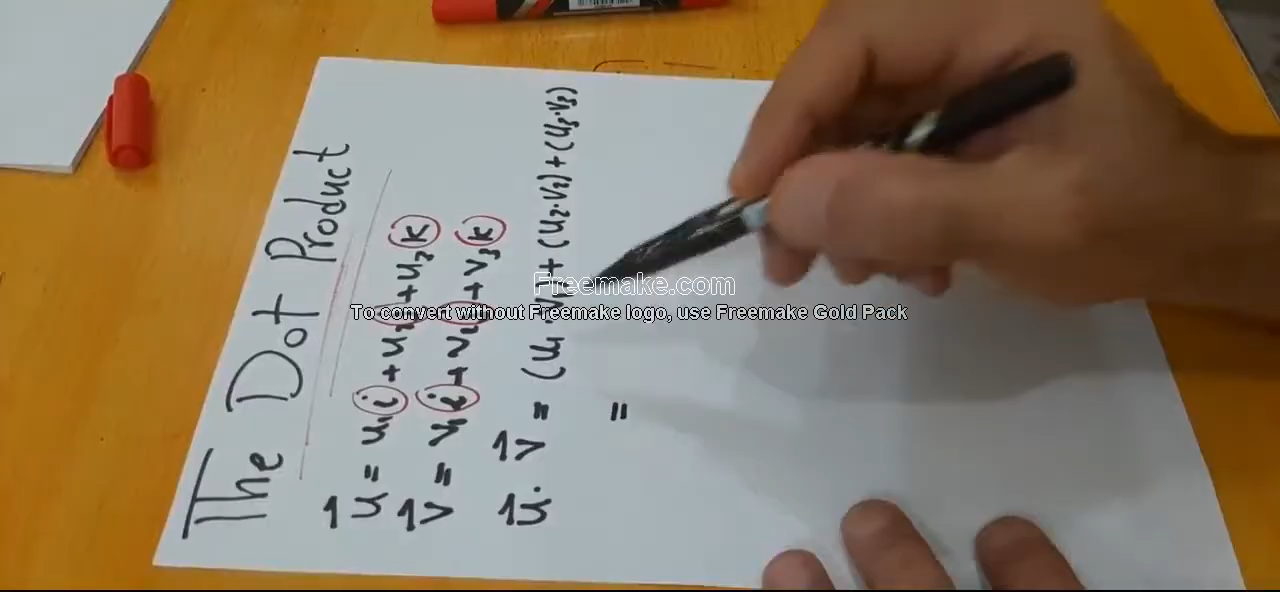 The Dot Product
u⃗ = u₁i + u₂j + u₃k
v⃗ = v₁i + v₂j + v₃k
u⃗ . v⃗ = (u₁ . v₁) + (u₂ . v₂) + (u₃ . v₃)
=
Freemake.com
To convert without Freemake logo, use Freemake Gold Pack